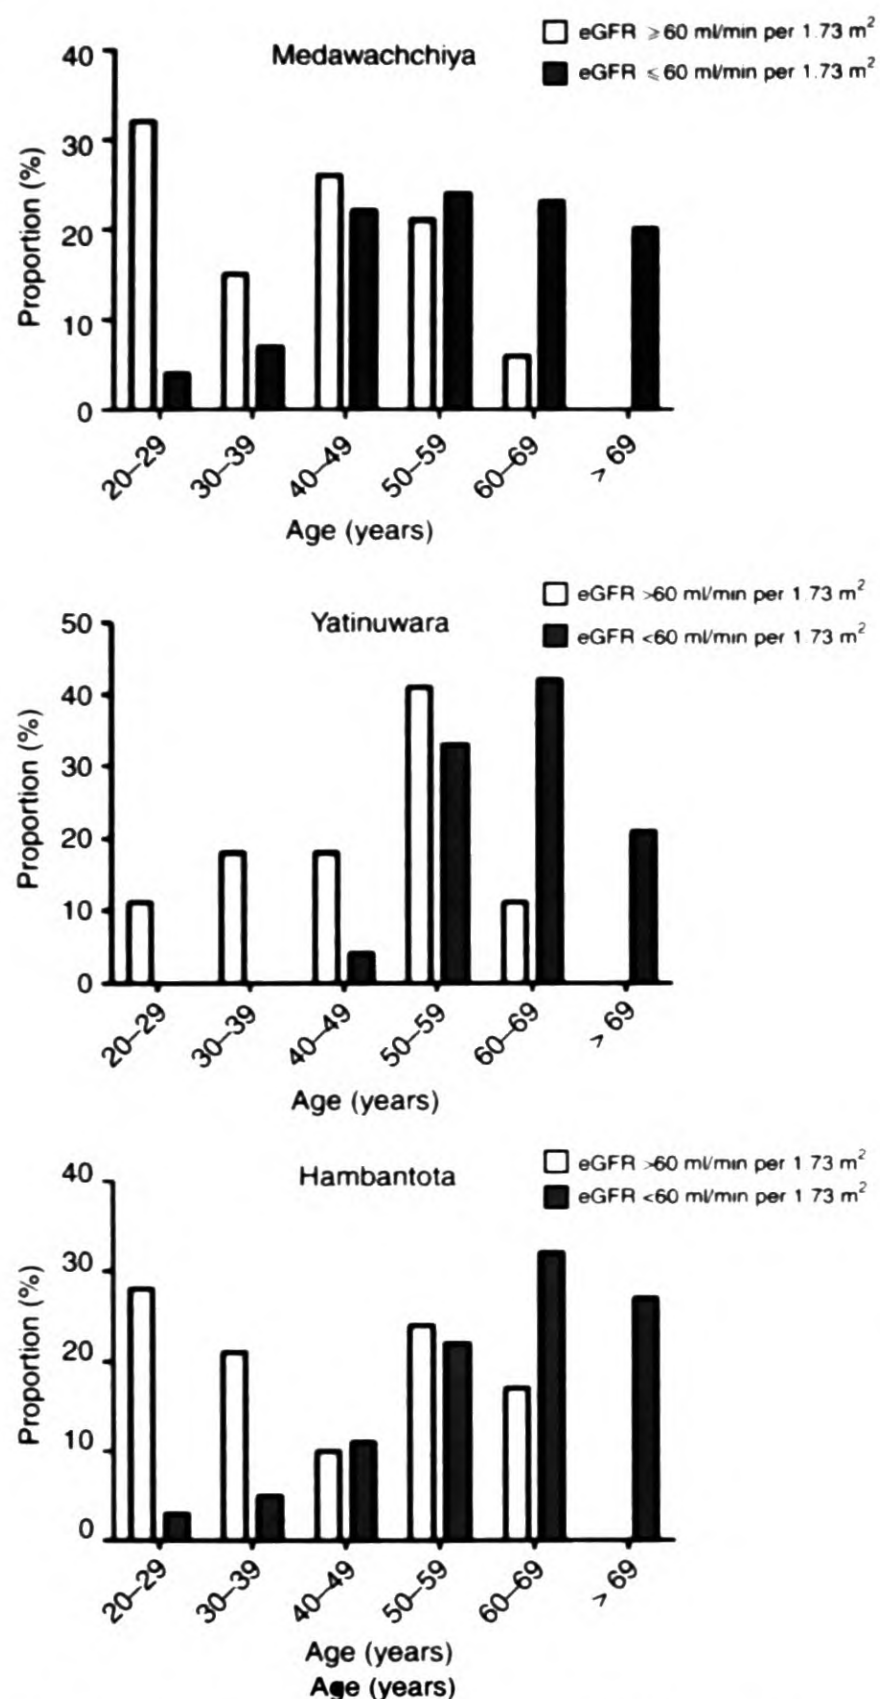 Medawachchiya
eGFR ⩾60 ml/min per 1.73 m²
eGFR ⩽60 ml/min per 1.73 m²
Proportion (%)
40
30
20
10
0
20–29 30–39 40–49 50–59 60–69 > 69
Age (years)
Yatinuwara
eGFR >60 ml/min per 1.73 m²
eGFR <60 ml/min per 1.73 m²
Proportion (%)
50
40
30
20
10
0
20–29 30–39 40–49 50–59 60–69 > 69
Age (years)
Hambantota
eGFR >60 ml/min per 1.73 m²
eGFR <60 ml/min per 1.73 m²
Proportion (%)
40
30
20
10
0
20–29 30–39 40–49 50–59 60–69 > 69
Age (years)
Age (years)